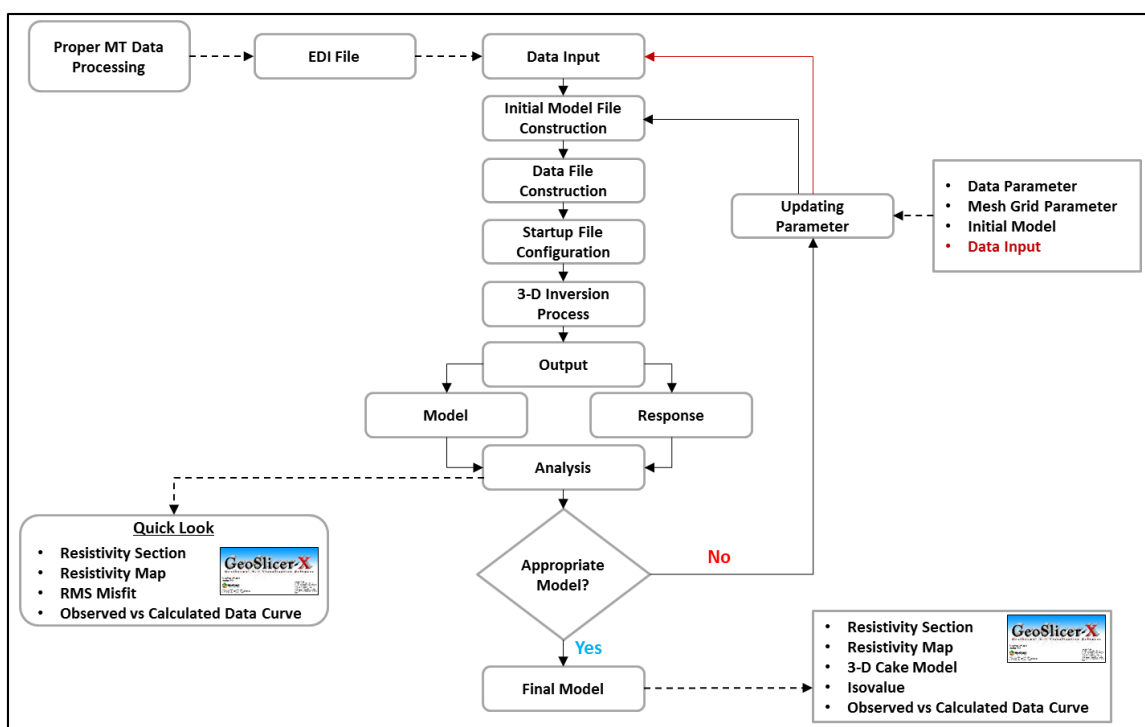 Proper MT Data
Processing
EDI File
Data Input
Initial Model File
Construction
Data File
Construction
Startup File
Configuration
3-D Inversion
Process
Output
Model
Response
Analysis
Appropriate
Model?
No
Yes
Final Model
Updating
Parameter
• Data Parameter
• Mesh Grid Parameter
• Initial Model
• Data Input
Quick Look
• Resistivity Section
• Resistivity Map
• RMS Misfit
• Observed vs Calculated Data Curve
GeoSlicer-X
• Resistivity Section
• Resistivity Map
• 3-D Cake Model
• Isovalue
• Observed vs Calculated Data Curve
GeoSlicer-X